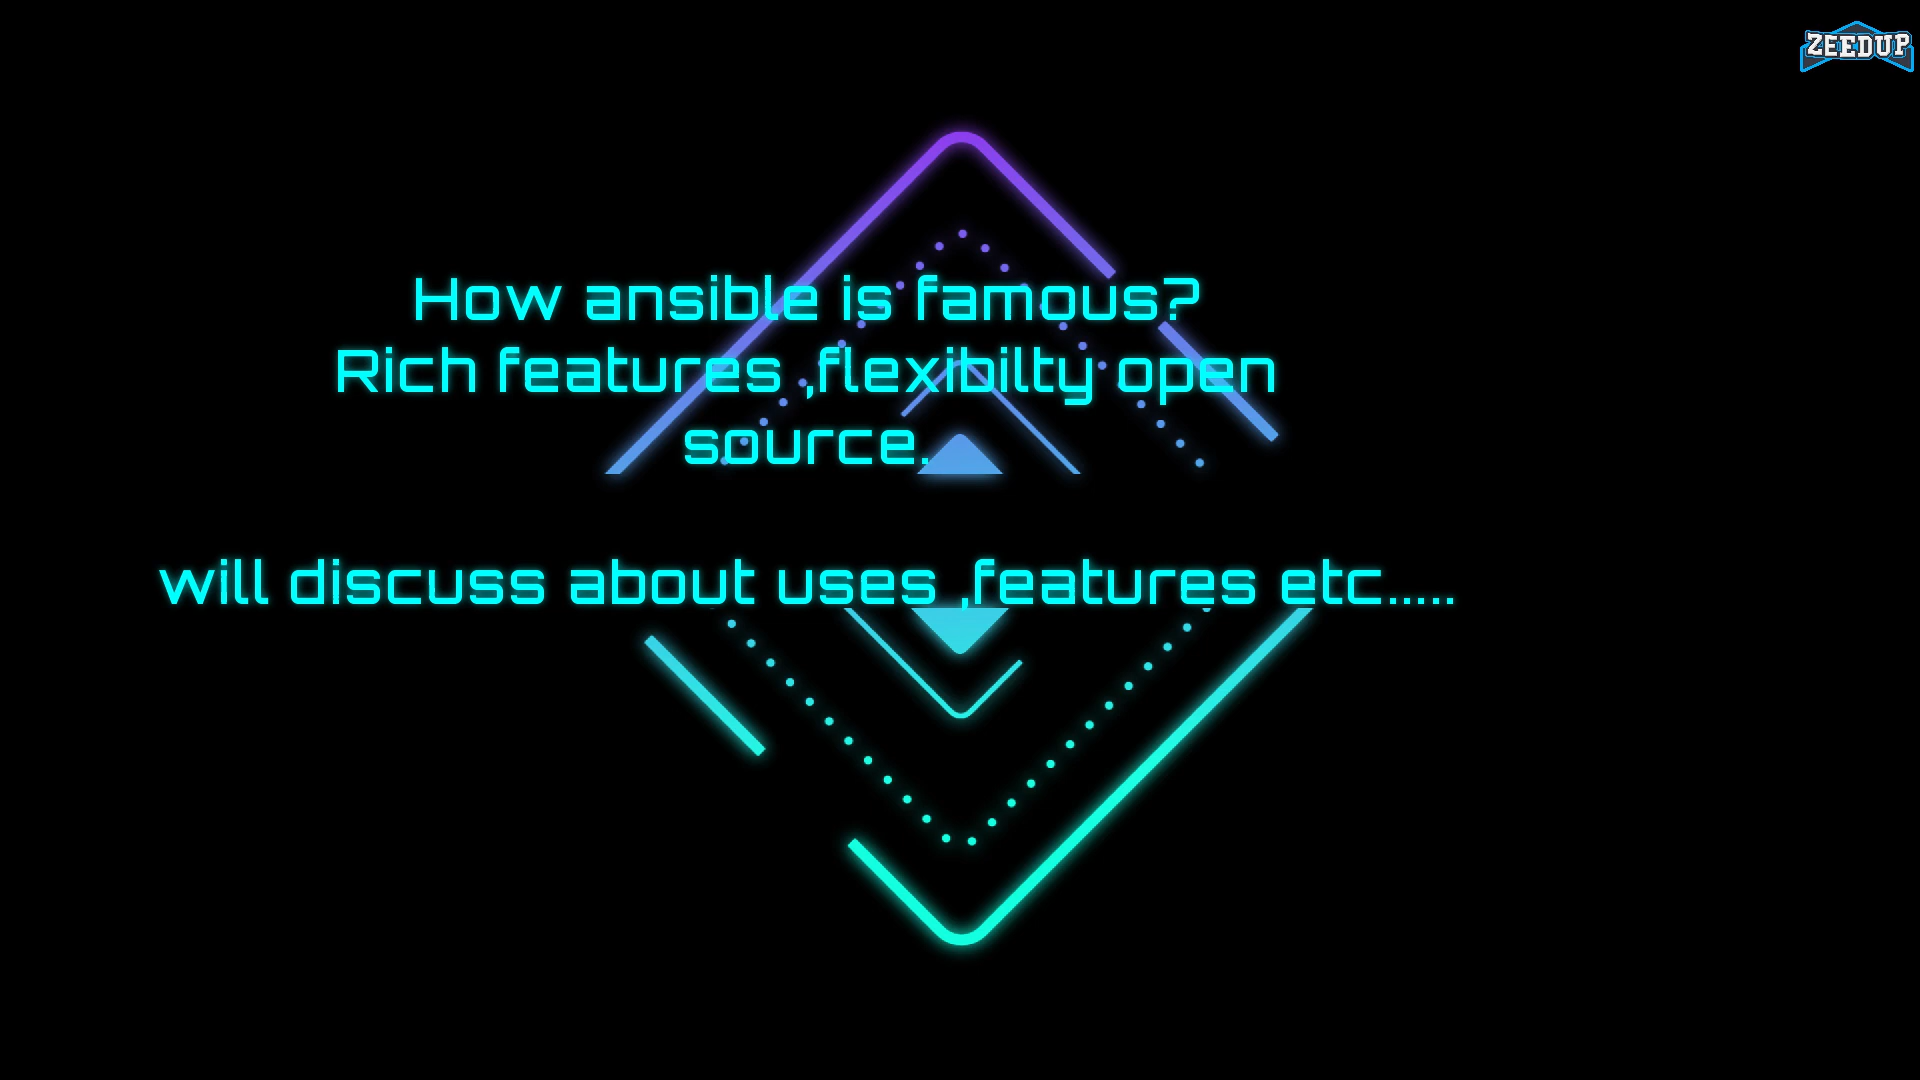 ZEEDUP
How ansible is famous?
Rich features ,flexibilty open
source.
will discuss about uses ,features etc.....